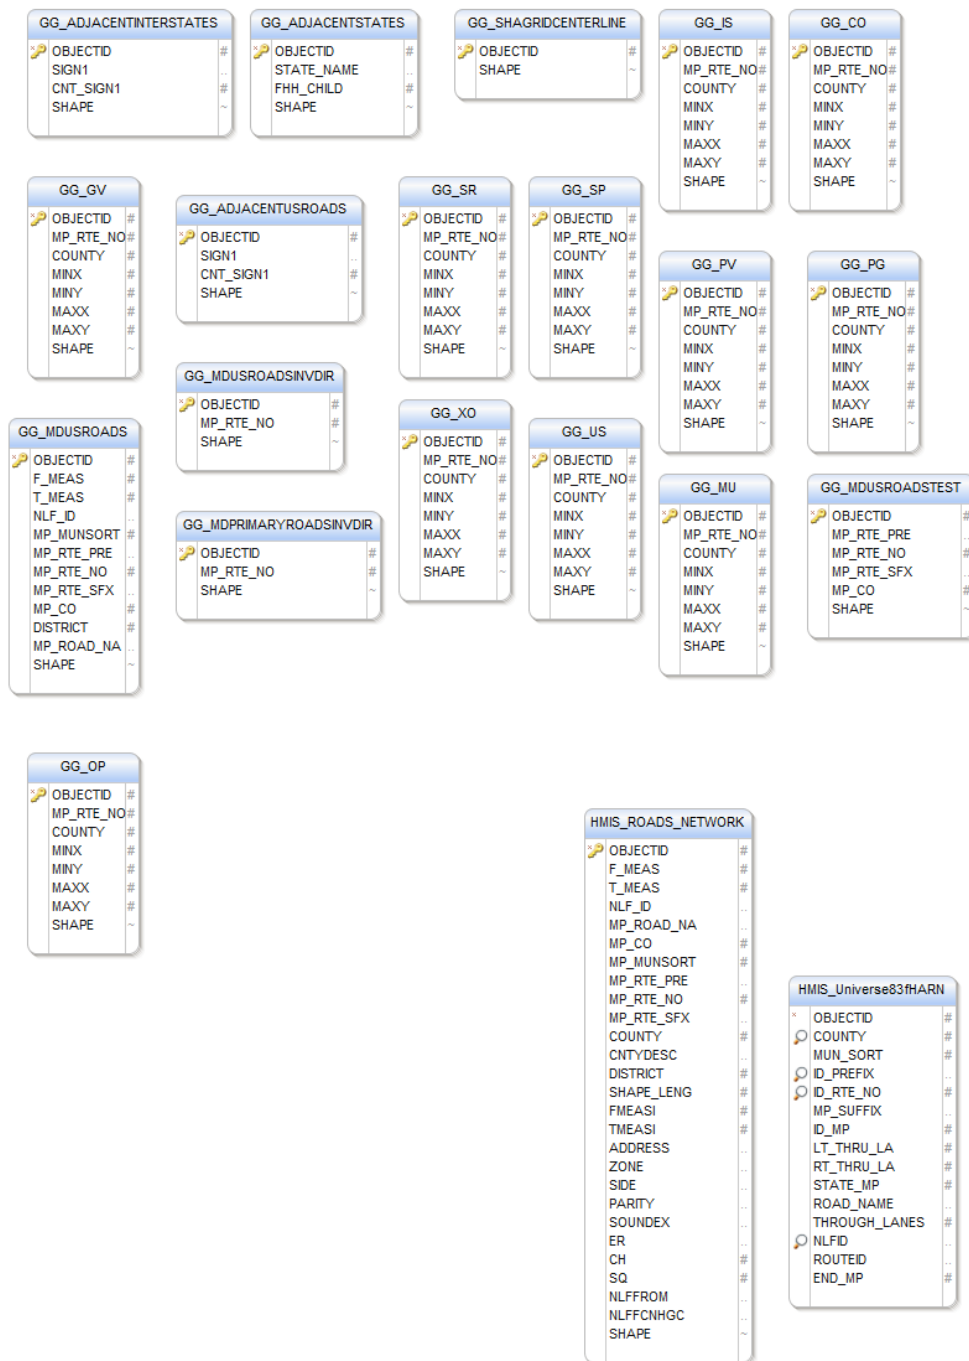 GG_ADJACENTINTERSTATES
OBJECTID #
SIGN1 ..
CNT_SIGN1 #
SHAPE ~
GG_ADJACENTSTATES
OBJECTID #
STATE_NAME ..
FHH_CHILD #
SHAPE ~
GG_SHAGRIDCENTERLINE
OBJECTID #
SHAPE ~
GG_IS
OBJECTID #
MP_RTE_NO #
COUNTY #
MINX #
MINY #
MAXX #
MAXY #
SHAPE ~
GG_CO
OBJECTID #
MP_RTE_NO #
COUNTY #
MINX #
MINY #
MAXX #
MAXY #
SHAPE ~
GG_GV
OBJECTID #
MP_RTE_NO #
COUNTY #
MINX #
MINY #
MAXX #
MAXY #
SHAPE ~
GG_ADJACENTUSROADS
OBJECTID #
SIGN1 ..
CNT_SIGN1 #
SHAPE ~
GG_SR
OBJECTID #
MP_RTE_NO #
COUNTY #
MINX #
MINY #
MAXX #
MAXY #
SHAPE ~
GG_SP
OBJECTID #
MP_RTE_NO #
COUNTY #
MINX #
MINY #
MAXX #
MAXY #
SHAPE ~
GG_PV
OBJECTID #
MP_RTE_NO #
COUNTY #
MINX #
MINY #
MAXX #
MAXY #
SHAPE ~
GG_PG
OBJECTID #
MP_RTE_NO #
COUNTY #
MINX #
MINY #
MAXX #
MAXY #
SHAPE ~
GG_MDUSROADSINVDIR
OBJECTID #
MP_RTE_NO #
SHAPE ~
GG_MDUSROADS
OBJECTID #
F_MEAS #
T_MEAS #
NLF_ID ..
MP_MUNSORT #
MP_RTE_PRE ..
MP_RTE_NO #
MP_RTE_SFX ..
MP_CO #
DISTRICT #
MP_ROAD_NA ..
SHAPE ~
GG_MDPRIMARYROADSINVDIR
OBJECTID #
MP_RTE_NO #
SHAPE ~
GG_XO
OBJECTID #
MP_RTE_NO #
COUNTY #
MINX #
MINY #
MAXX #
MAXY #
SHAPE ~
GG_US
OBJECTID #
MP_RTE_NO #
COUNTY #
MINX #
MINY #
MAXX #
MAXY #
SHAPE ~
GG_MU
OBJECTID #
MP_RTE_NO #
COUNTY #
MINX #
MINY #
MAXX #
MAXY #
SHAPE ~
GG_MDUSROADSTEST
OBJECTID #
MP_RTE_PRE ..
MP_RTE_NO #
MP_RTE_SFX ..
MP_CO #
SHAPE ~
GG_OP
OBJECTID #
MP_RTE_NO #
COUNTY #
MINX #
MINY #
MAXX #
MAXY #
SHAPE ~
HMIS_ROADS_NETWORK
OBJECTID #
F_MEAS #
T_MEAS #
NLF_ID ..
MP_ROAD_NA ..
MP_CO #
MP_MUNSORT #
MP_RTE_PRE ..
MP_RTE_NO #
MP_RTE_SFX ..
COUNTY #
CNTYDESC ..
DISTRICT #
SHAPE_LENG #
FMEASI #
TMEASI #
ADDRESS ..
ZONE ..
SIDE ..
PARITY ..
SOUNDEX ..
ER ..
CH #
SQ #
NLFFROM ..
NLFFCNHGC ..
SHAPE ~
HMIS_Universe83fHARN
OBJECTID #
COUNTY #
MUN_SORT #
ID_PREFIX ..
ID_RTE_NO #
MP_SUFFIX ..
ID_MP #
LT_THRU_LA #
RT_THRU_LA #
STATE_MP #
ROAD_NAME ..
THROUGH_LANES #
NLFID ..
ROUTEID ..
END_MP #